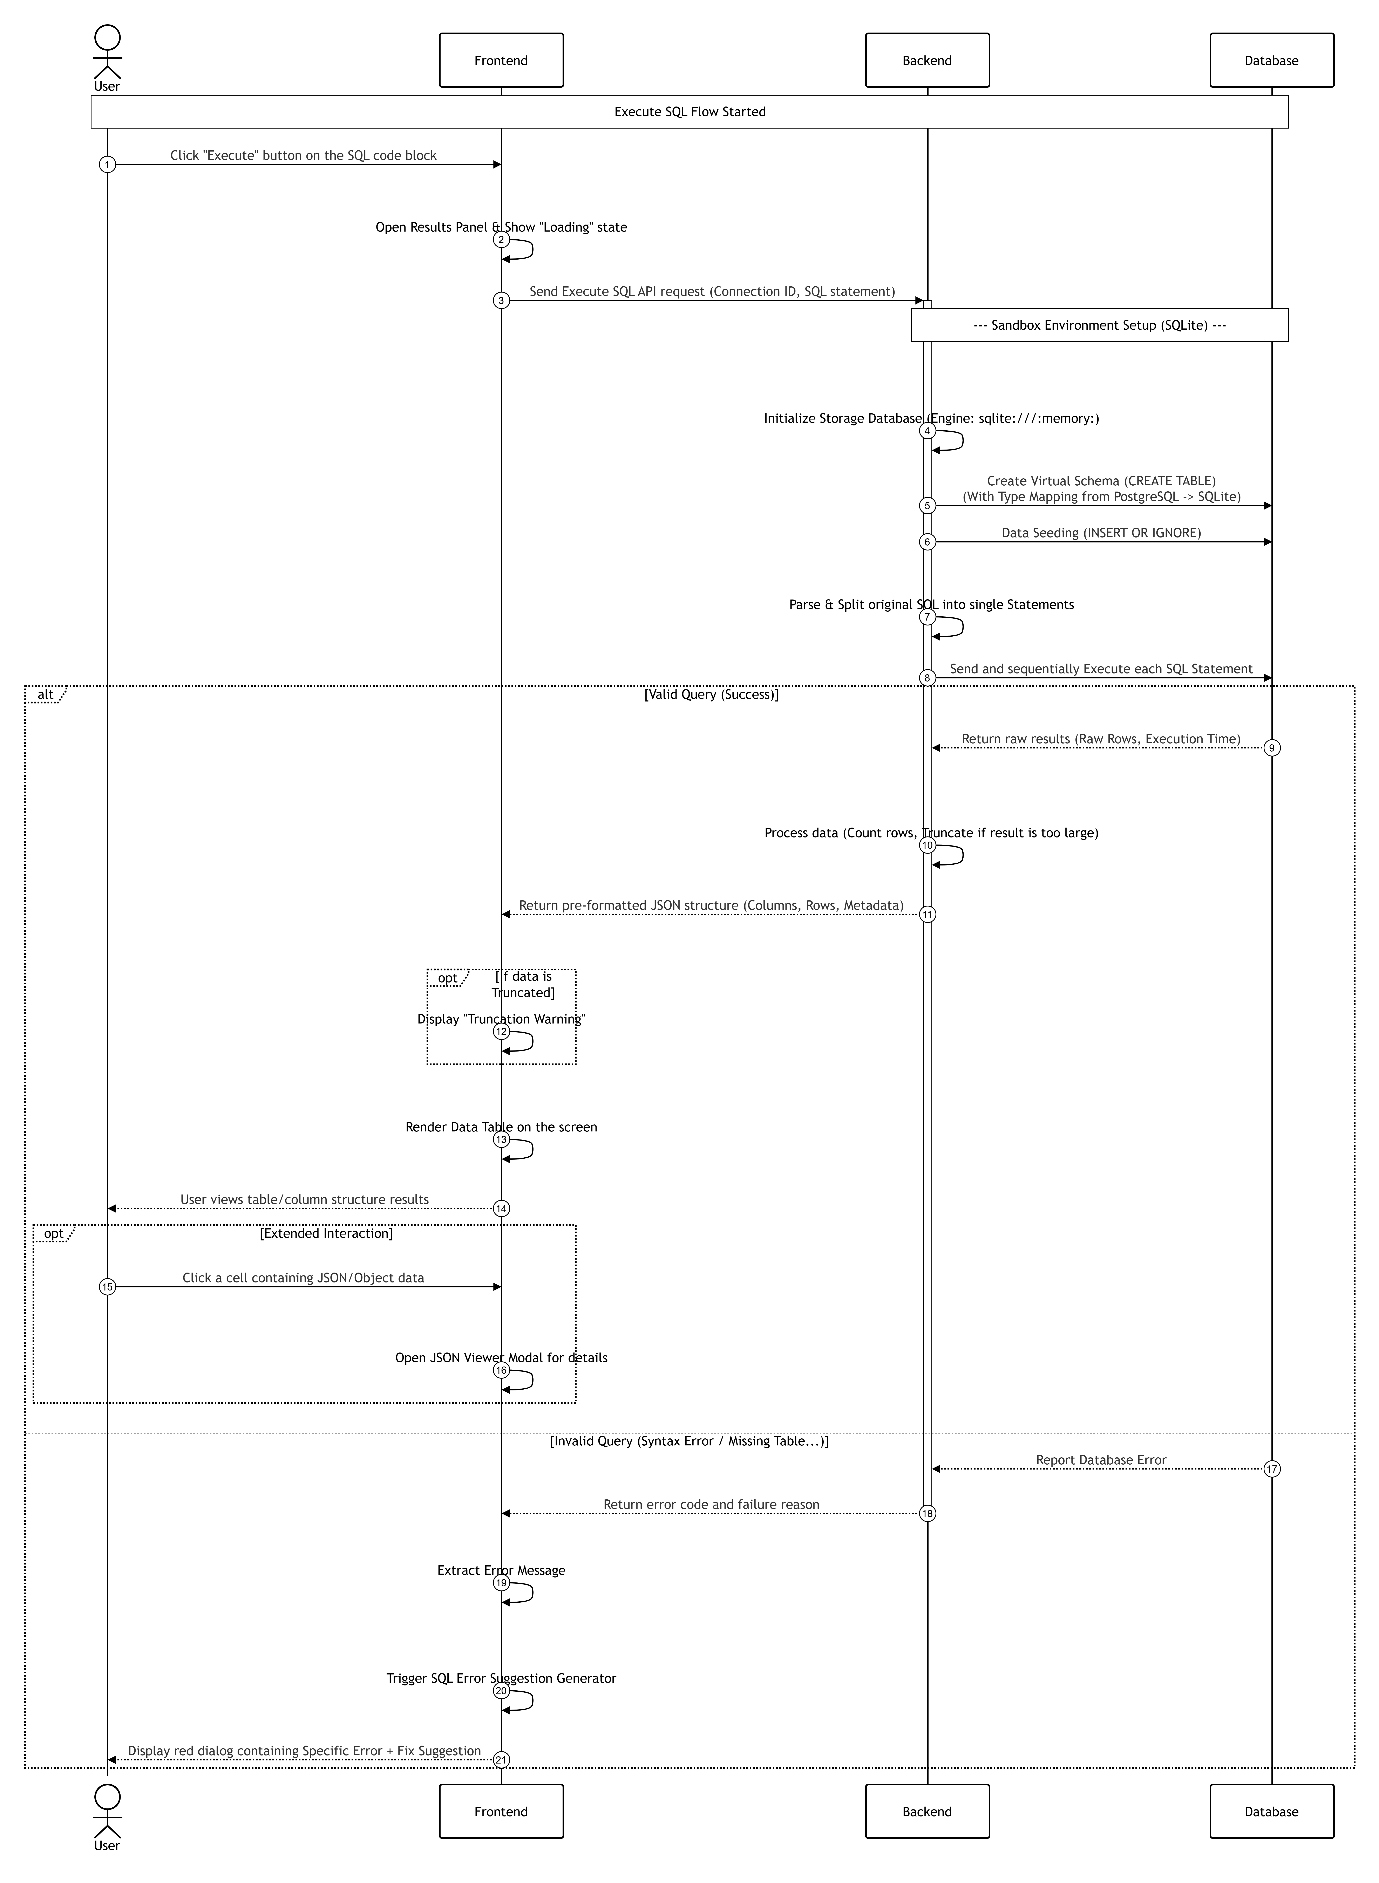 User
Frontend
Backend
Database
Execute SQL Flow Started
1
Click "Execute" button on the SQL code block
Open Results Panel & Show "Loading" state
2
3
Send Execute SQL API request (Connection ID, SQL statement)
--- Sandbox Environment Setup (SQLite) ---
Initialize Storage Database (Engine: sqlite:///:memory:)
4
Create Virtual Schema (CREATE TABLE)
(With Type Mapping from PostgreSQL -> SQLite)
5
Data Seeding (INSERT OR IGNORE)
6
Parse & Split original SQL into single Statements
7
Send and sequentially Execute each SQL Statement
8
alt
[Valid Query (Success)]
Return raw results (Raw Rows, Execution Time)
9
Process data (Count rows, Truncate if result is too large)
10
Return pre-formatted JSON structure (Columns, Rows, Metadata)
11
opt
[If data is
Truncated]
Display "Truncation Warning"
12
Render Data Table on the screen
13
User views table/column structure results
14
opt
[Extended Interaction]
15
Click a cell containing JSON/Object data
Open JSON Viewer Modal for details
16
[Invalid Query (Syntax Error / Missing Table...)]
Report Database Error
17
Return error code and failure reason
18
Extract Error Message
19
Trigger SQL Error Suggestion Generator
20
Display red dialog containing Specific Error + Fix Suggestion
21
User
Frontend
Backend
Database